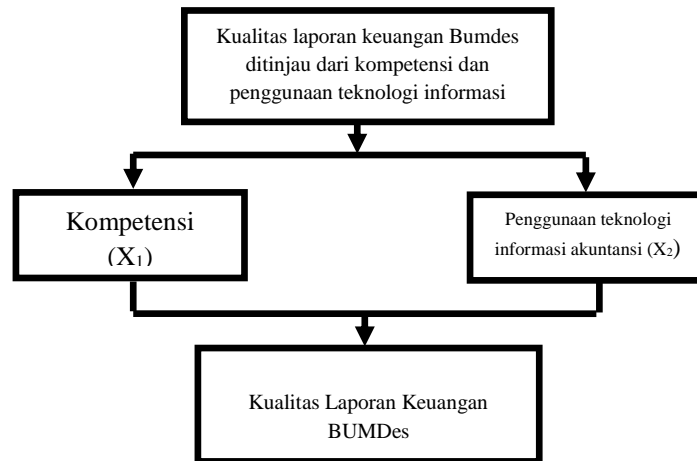 Kualitas laporan keuangan Bumdes
ditinjau dari kompetensi dan
penggunaan teknologi informasi
Kompetensi
(X₁)
Penggunaan teknologi
informasi akuntansi (X₂)
Kualitas Laporan Keuangan
BUMDes